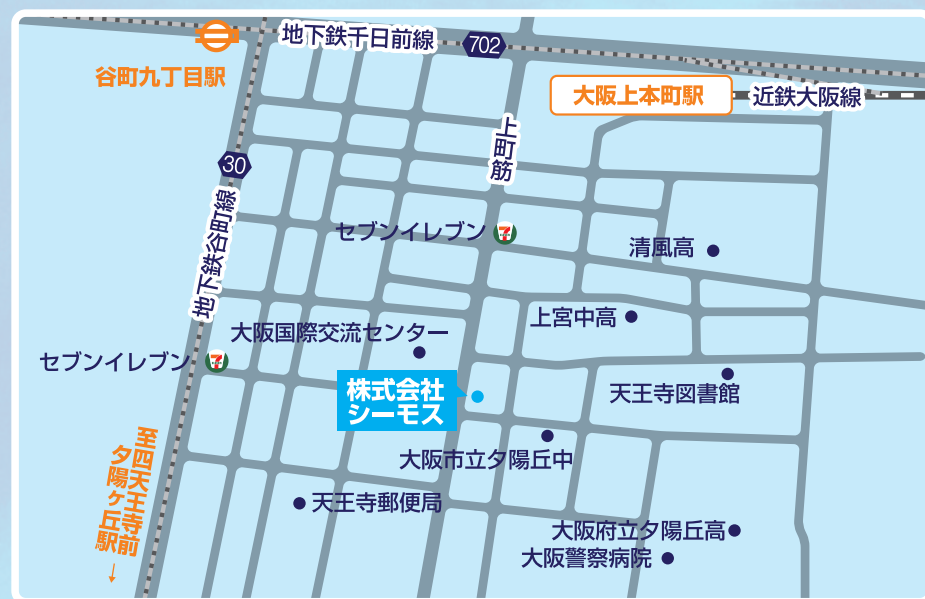 地下鉄千日前線
702
谷町九丁目駅
大阪上本町駅
近鉄大阪線
上町筋
30
地下鉄谷町線
セブンイレブン
7
清風高
上宮中高
大阪国際交流センター
セブンイレブン
7
株式会社
シーモス
天王寺図書館
大阪市立夕陽丘中
至四天王寺前
夕陽ヶ丘駅
↓
天王寺郵便局
大阪府立夕陽丘高
大阪警察病院